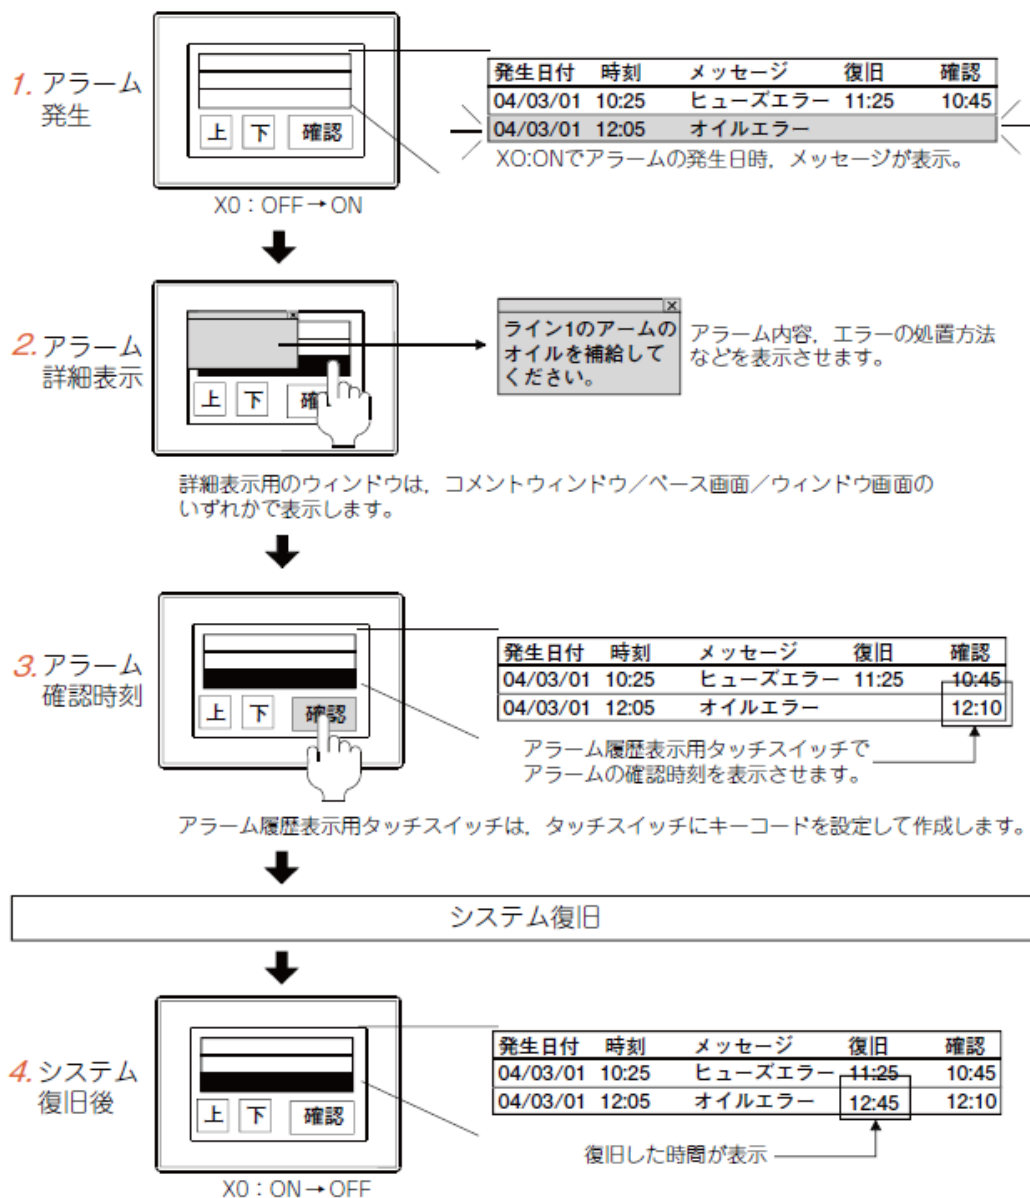 1. アラーム
発生
上 下 確認
X0：OFF→ON
発生日付 時刻 メッセージ 復旧 確認
04/03/01 10:25 ヒューズエラー 11:25 10:45
04/03/01 12:05 オイルエラー
XO:ONでアラームの発生日時，メッセージが表示。
2. アラーム
詳細表示
上 下 確
×
ライン1のアームの
オイルを補給して
ください。
アラーム内容，エラーの処置方法
などを表示させます。
詳細表示用のウィンドウは，コメントウィンドウ／ベース画面／ウィンドウ画面の
いずれかで表示します。
3. アラーム
確認時刻
上 下 確認
発生日付 時刻 メッセージ 復旧 確認
04/03/01 10:25 ヒューズエラー 11:25 10:45
04/03/01 12:05 オイルエラー 12:10
アラーム履歴表示用タッチスイッチで
アラームの確認時刻を表示させます。
アラーム履歴表示用タッチスイッチは，タッチスイッチにキーコードを設定して作成します。
システム復旧
4. システム
復旧後
上 下 確認
X0：ON→OFF
発生日付 時刻 メッセージ 復旧 確認
04/03/01 10:25 ヒューズエラー 11:25 10:45
04/03/01 12:05 オイルエラー 12:45 12:10
復旧した時間が表示